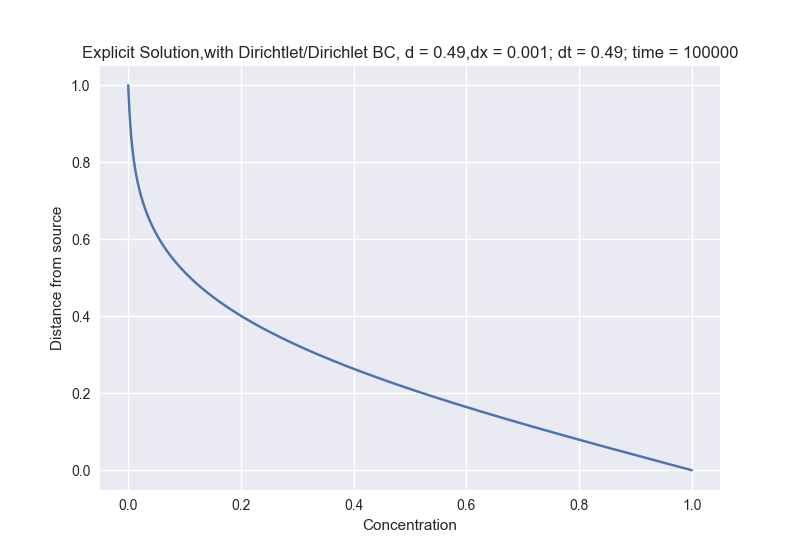 Explicit Solution,with Dirichtlet/Dirichlet BC, d = 0.49,dx = 0.001; dt = 0.49; time = 100000
1.0
0.8
0.6
0.4
0.2
0.0
Distance from source
0.0 0.2 0.4 0.6 0.8 1.0
Concentration